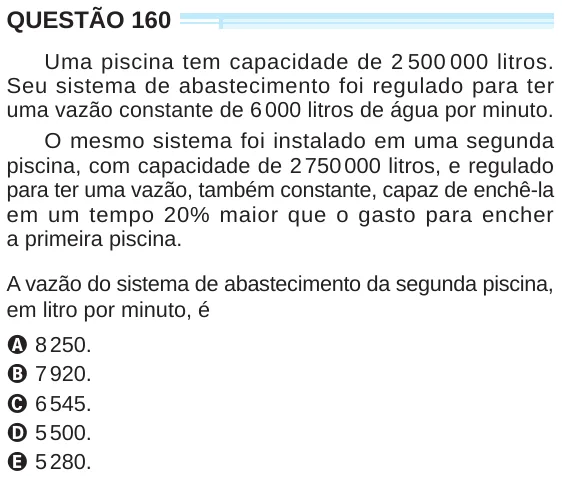 QUESTÃO 160
Uma piscina tem capacidade de 2 500 000 litros.
Seu sistema de abastecimento foi regulado para ter
uma vazão constante de 6 000 litros de água por minuto.
O mesmo sistema foi instalado em uma segunda
piscina, com capacidade de 2 750 000 litros, e regulado
para ter uma vazão, também constante, capaz de enchê-la
em um tempo 20% maior que o gasto para encher
a primeira piscina.
A vazão do sistema de abastecimento da segunda piscina,
em litro por minuto, é
A 8 250.
B 7 920.
C 6 545.
D 5 500.
E 5 280.